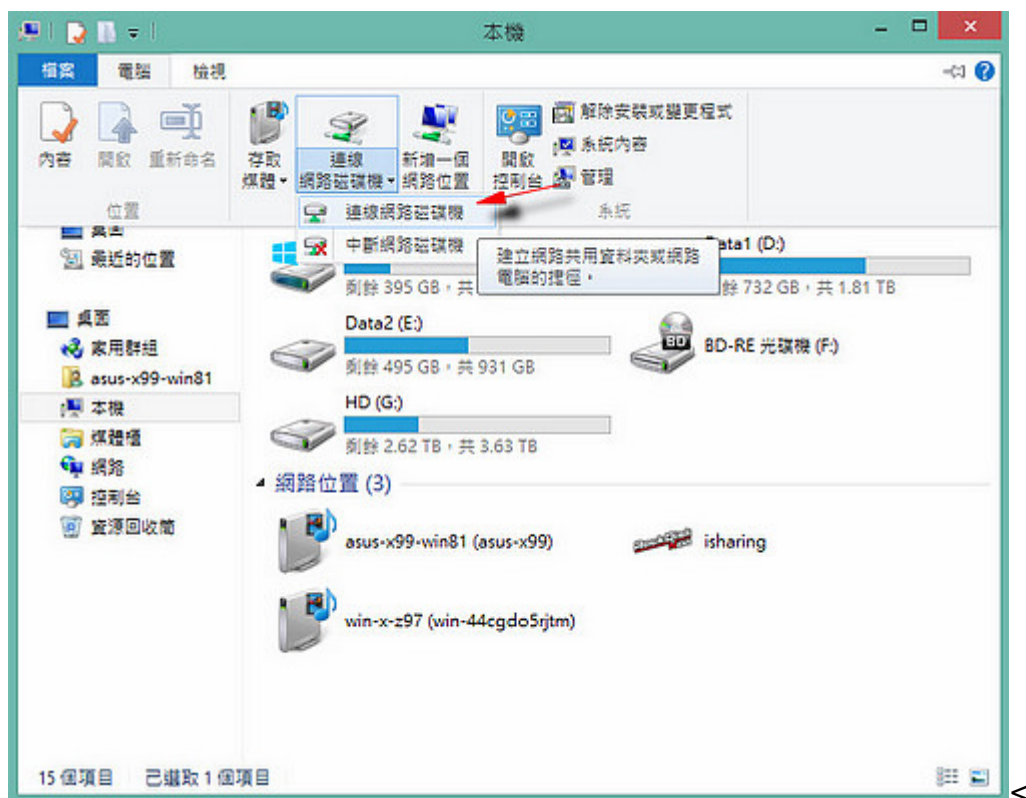 本機
檔案 電腦 檢視
內容 開啟 重新命名
存取媒體
連線網路磁碟機
新增一個網路位置
開啟控制台
解除安裝或變更程式
系統內容
管理
位置
系統
連線網路磁碟機
中斷網路磁碟機
建立網路共用資料夾或網路
電腦的捷徑。
最近的位置
桌面
家用群組
asus-x99-win81
本機
媒體櫃
網路
控制台
資源回收筒
剩餘 395 GB，共
Data1 (D:)
732 GB，共 1.81 TB
Data2 (E:)
剩餘 495 GB，共 931 GB
BD
BD-RE 光碟機 (F:)
HD (G:)
剩餘 2.62 TB，共 3.63 TB
網路位置 (3)
asus-x99-win81 (asus-x99)
isharing
win-x-z97 (win-44cgdo5rjtm)
15 個項目 已選取 1 個項目
<